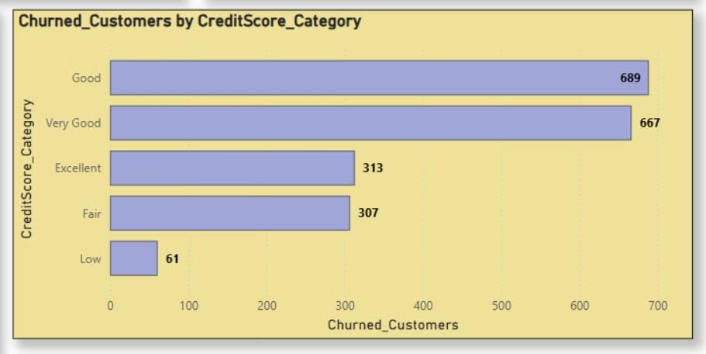 Churned_Customers by CreditScore_Category
CreditScore_Category
Good 689
Very Good 667
Excellent 313
Fair 307
Low 61
0 100 200 300 400 500 600 700
Churned_Customers